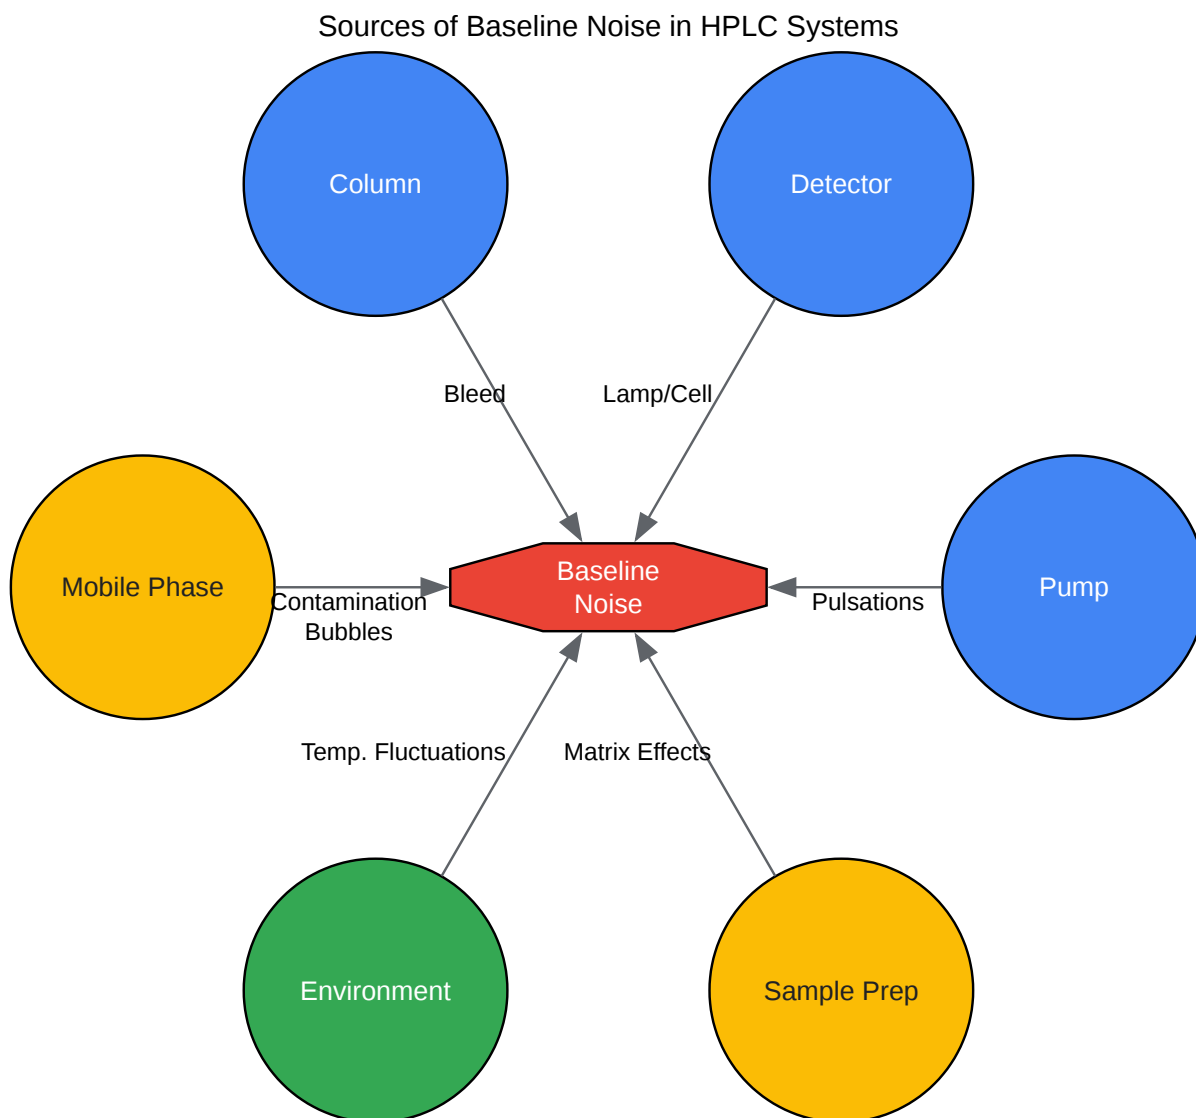 Sources of Baseline Noise in HPLC Systems
Column
Detector
Bleed
Lamp/Cell
Mobile Phase
Contamination
Bubbles
Baseline
Noise
Pulsations
Pump
Temp. Fluctuations
Matrix Effects
Environment
Sample Prep